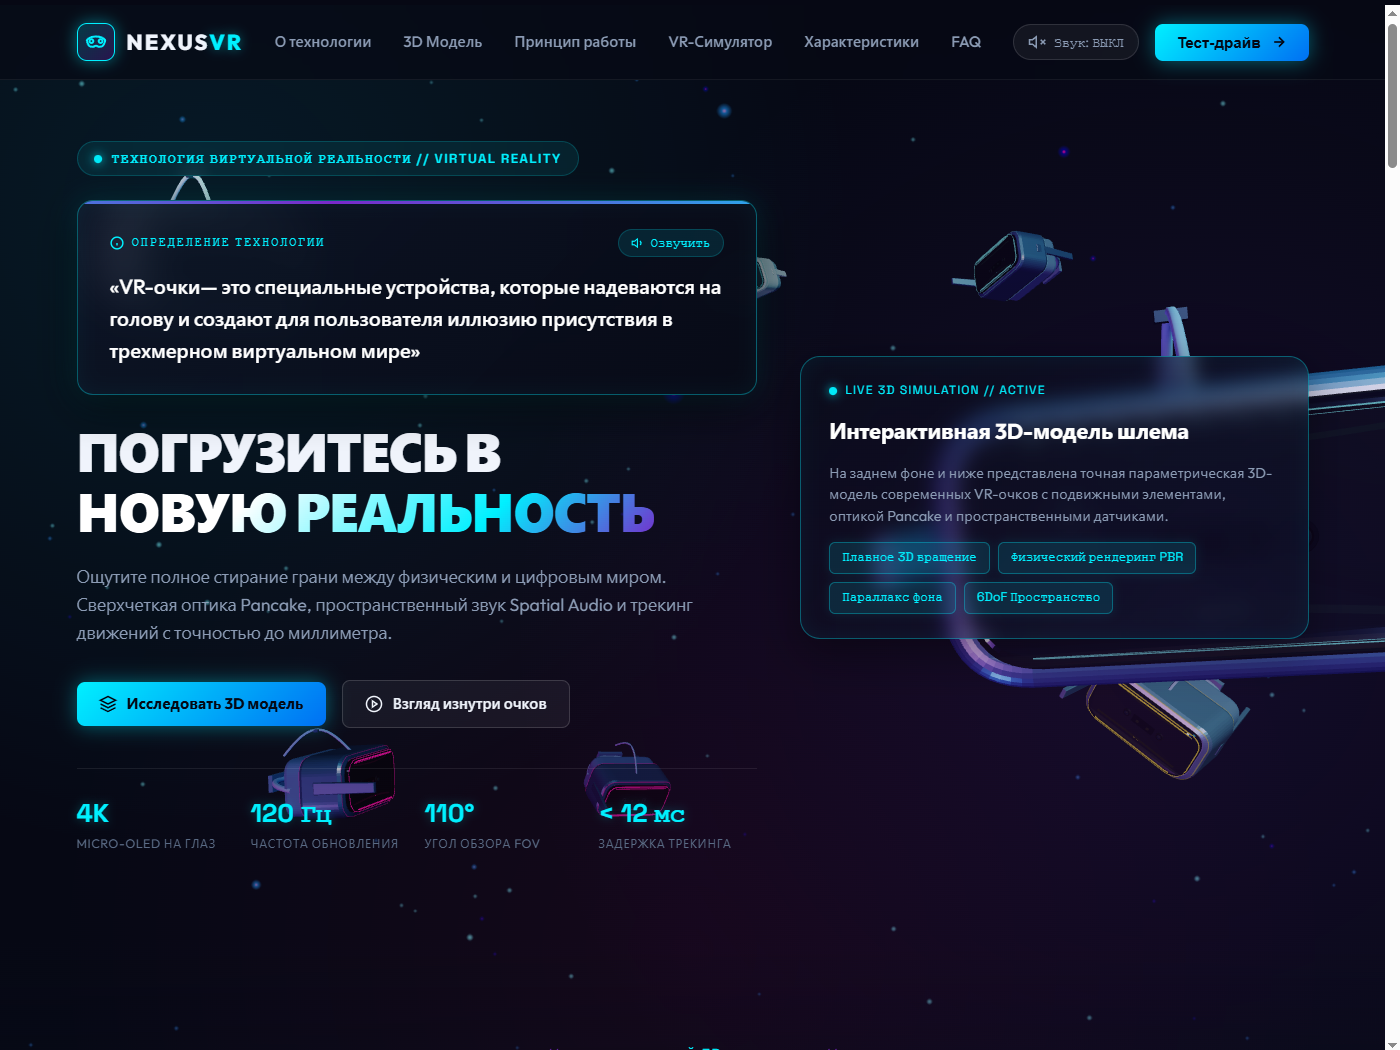 NEXUSVR
О технологии
3D Модель
Принцип работы
VR-Симулятор
Характеристики
FAQ
Звук: ВЫКЛ
Тест-драйв
ТЕХНОЛОГИЯ ВИРТУАЛЬНОЙ РЕАЛЬНОСТИ // VIRTUAL REALITY
ОПРЕДЕЛЕНИЕ ТЕХНОЛОГИИ
Озвучить
«VR-очки— это специальные устройства, которые надеваются на
голову и создают для пользователя иллюзию присутствия в
трехмерном виртуальном мире»
ПОГРУЗИТЕСЬ В
НОВУЮ РЕАЛЬНОСТЬ
Ощутите полное стирание грани между физическим и цифровым миром.
Сверхчеткая оптика Pancake, пространственный звук Spatial Audio и трекинг
движений с точностью до миллиметра.
Исследовать 3D модель
Взгляд изнутри очков
4K
MICRO-OLED НА ГЛАЗ
120 Гц
ЧАСТОТА ОБНОВЛЕНИЯ
110°
УГОЛ ОБЗОРА FOV
< 12 мс
ЗАДЕРЖКА ТРЕКИНГА
LIVE 3D SIMULATION // ACTIVE
Интерактивная 3D-модель шлема
На заднем фоне и ниже представлена точная параметрическая 3D-
модель современных VR-очков с подвижными элементами,
оптикой Pancake и пространственными датчиками.
Плавное 3D вращение
Физический рендеринг PBR
Параллакс фона
6DoF Пространство